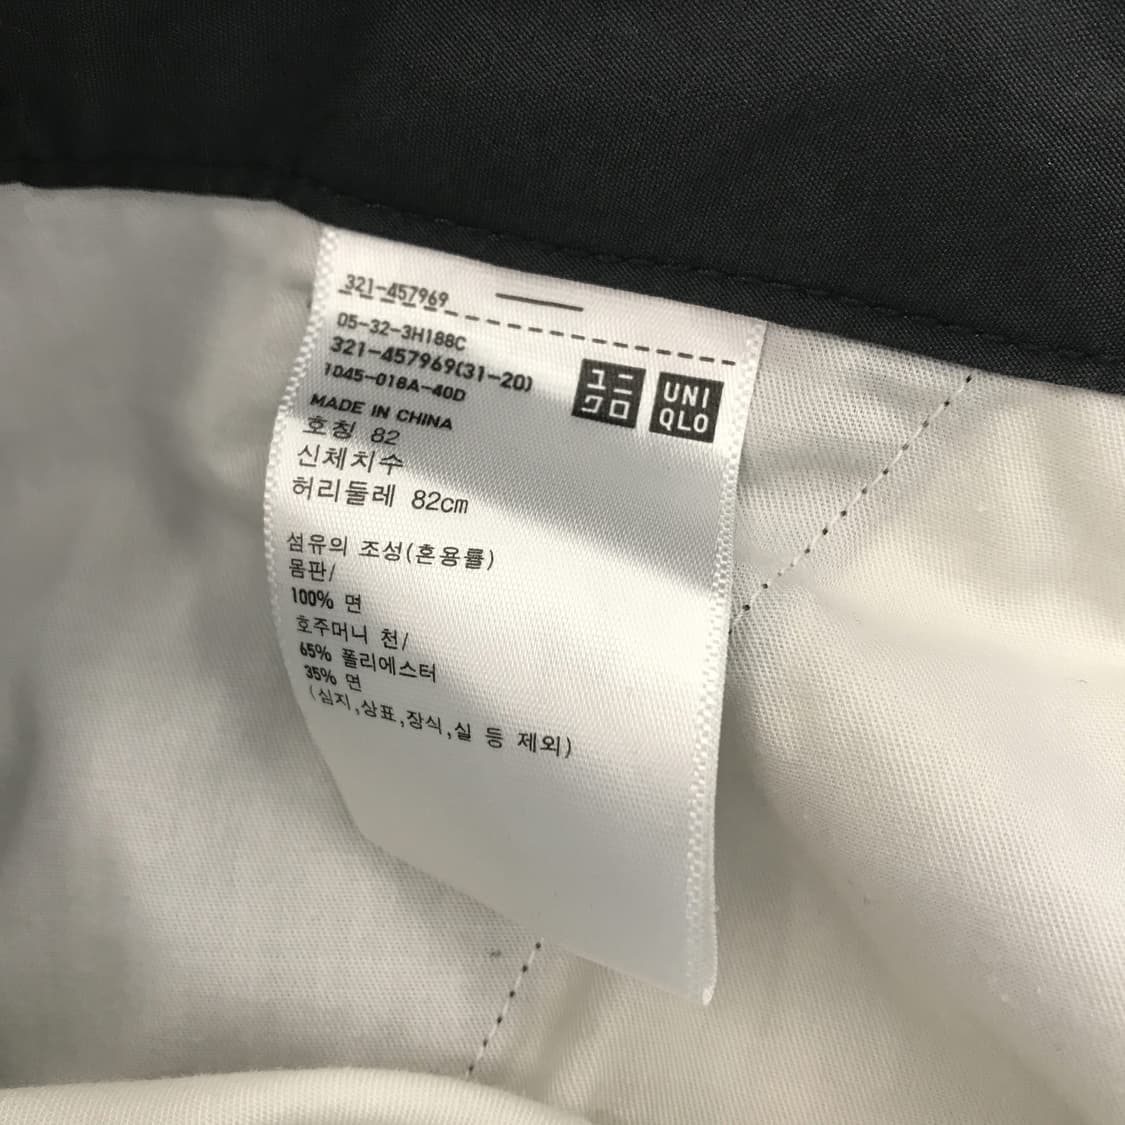 321-457969
05-32-3H188C
321-457969(31-20)
1D45-018A-40D
MADE IN CHINA
ユニ
クロ
UNI
QLO
호칭 82
신체치수
허리둘레 82cm
섬유의 조성(혼용률)
몸판/
100% 면
호주머니 천/
65% 폴리에스터
35% 면
(심지,상표,장식,실 등 제외)